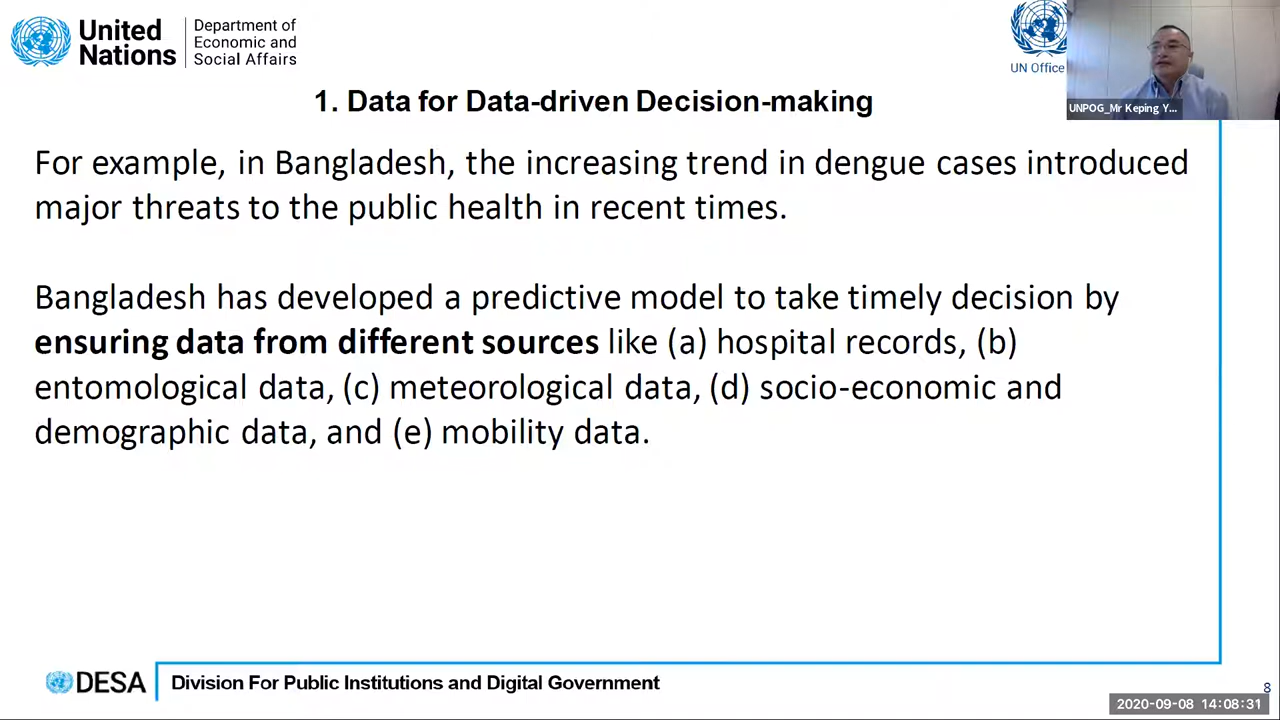 United
Nations
Department of
Economic and
Social Affairs
UN Office
UNPOG_Mr Keping Y...
1. Data for Data-driven Decision-making
For example, in Bangladesh, the increasing trend in dengue cases introduced
major threats to the public health in recent times.
Bangladesh has developed a predictive model to take timely decision by
ensuring data from different sources like (a) hospital records, (b)
entomological data, (c) meteorological data, (d) socio-economic and
demographic data, and (e) mobility data.
DESA
Division For Public Institutions and Digital Government
8
2020-09-08 14:08:31